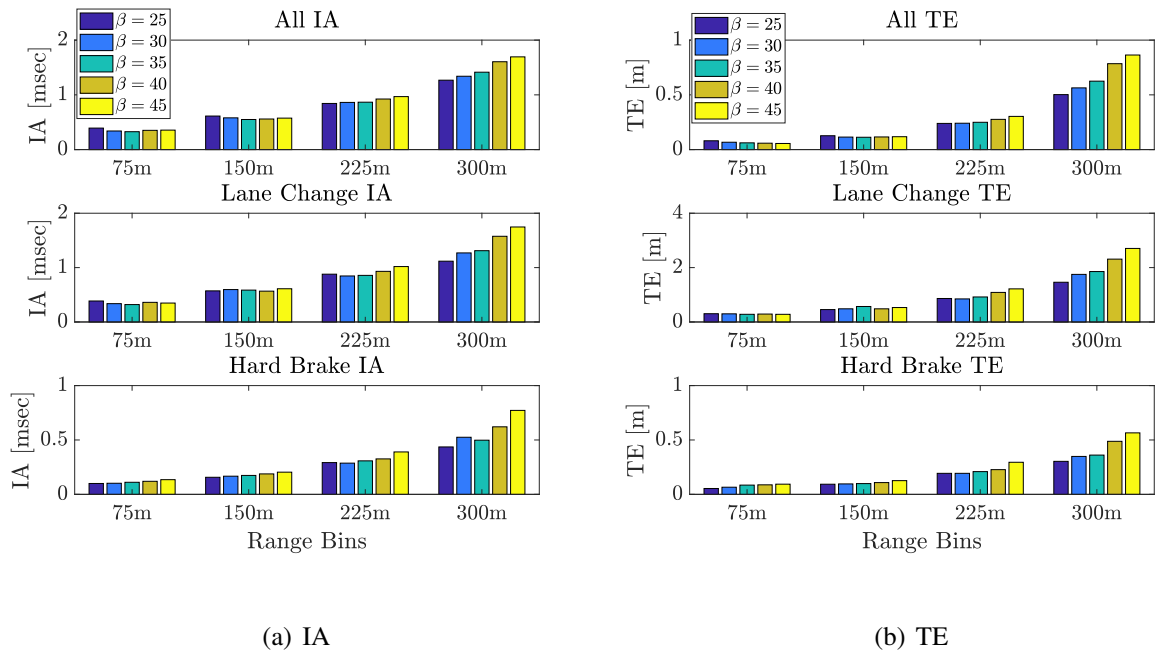 All IA
β = 25
β = 30
β = 35
β = 40
β = 45
IA [msec]
2
1
0
75m 150m 225m 300m
Lane Change IA
IA [msec]
2
1
0
75m 150m 225m 300m
Hard Brake IA
IA [msec]
1
0.5
0
75m 150m 225m 300m
Range Bins
(a) IA
All TE
β = 25
β = 30
β = 35
β = 40
β = 45
TE [m]
1
0.5
0
75m 150m 225m 300m
Lane Change TE
TE [m]
4
2
0
75m 150m 225m 300m
Hard Brake TE
TE [m]
1
0.5
0
75m 150m 225m 300m
Range Bins
(b) TE